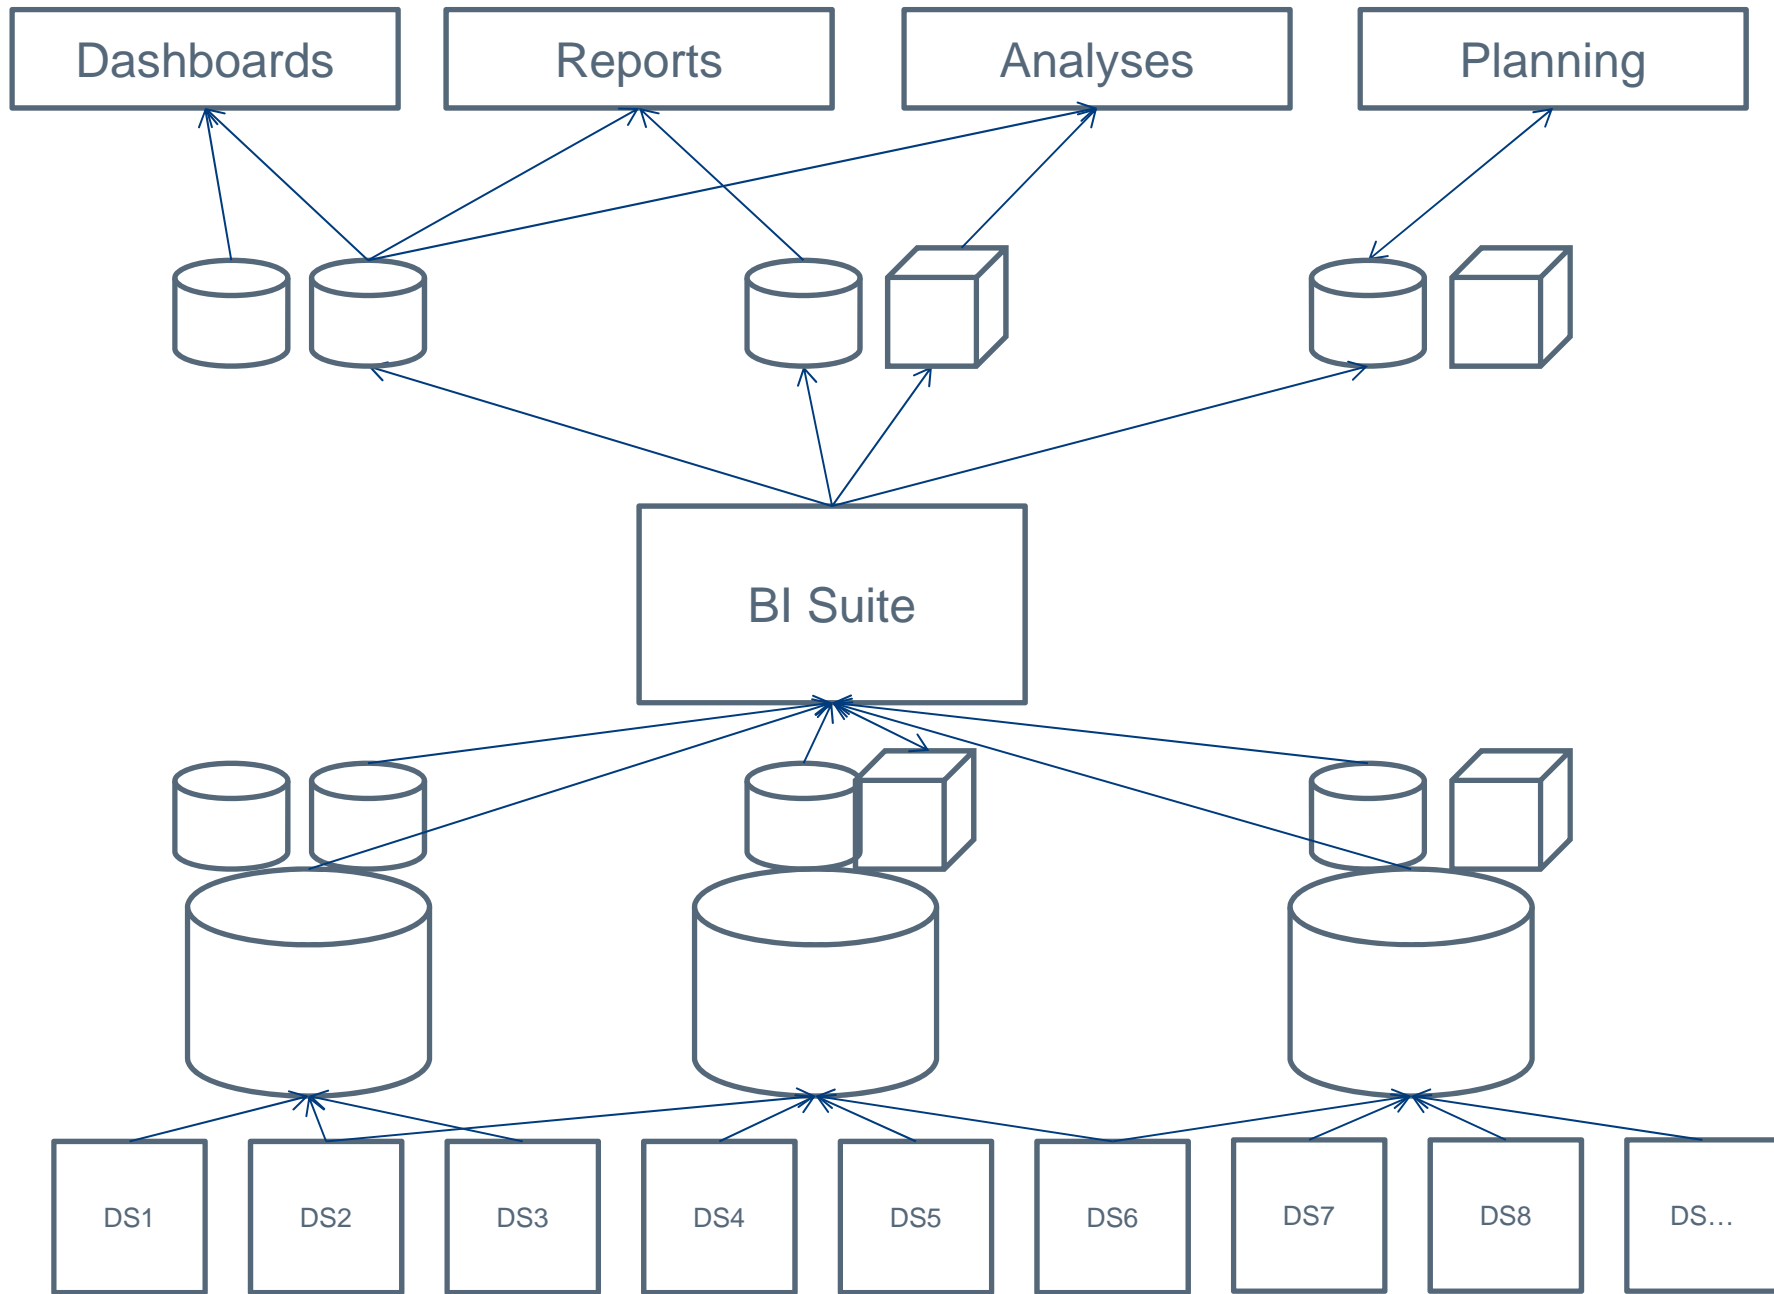 Dashboards
Reports
Analyses
Planning
BI Suite
DS1
DS2
DS3
DS4
DS5
DS6
DS7
DS8
DS…